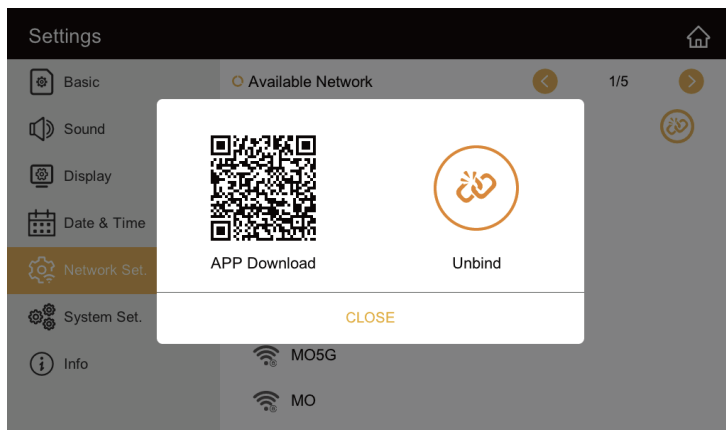 Settings
Basic
Available Network
1/5
Sound
Display
Date & Time
Network Set.
APP Download
Unbind
System Set.
CLOSE
Info
MO5G
MO